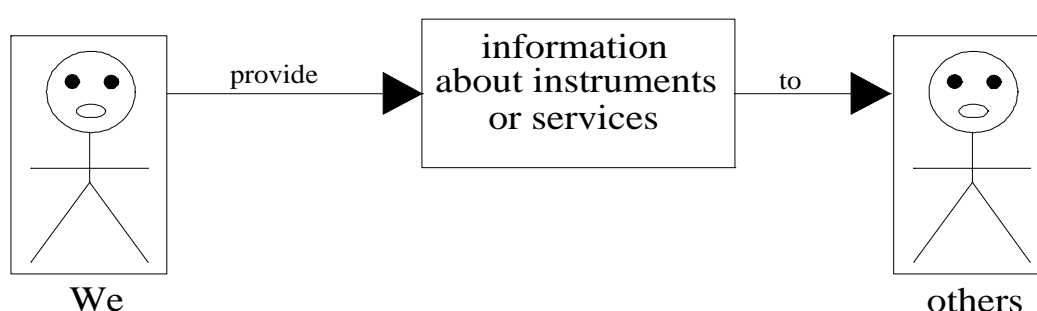 provide
information
about instruments
or services
to
We
others